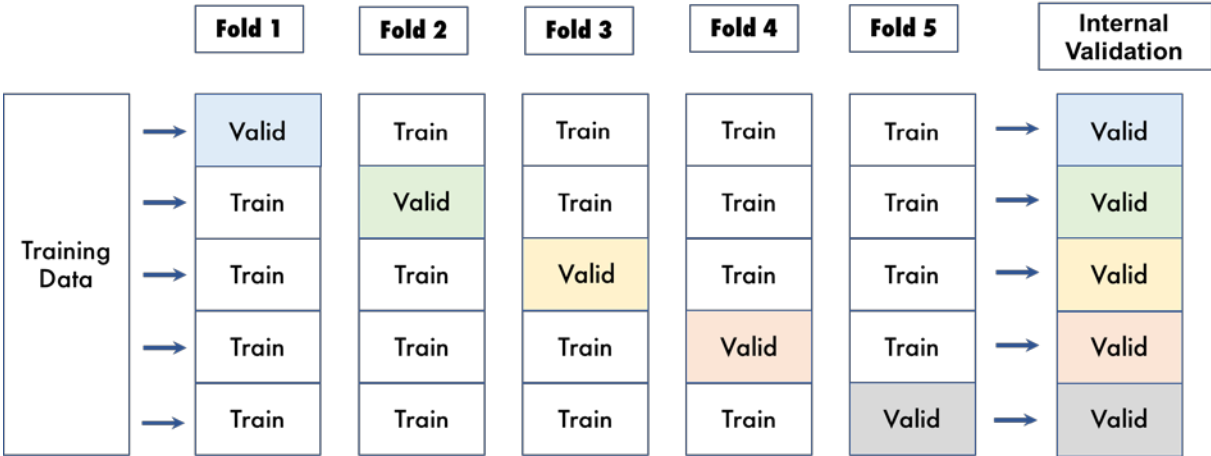 Fold 1 Fold 2 Fold 3 Fold 4 Fold 5 Internal
Validation
Training
Data
Valid Train Train Train Train Valid
Train Valid Train Train Train Valid
Train Train Valid Train Train Valid
Train Train Train Valid Train Valid
Train Train Train Train Valid Valid